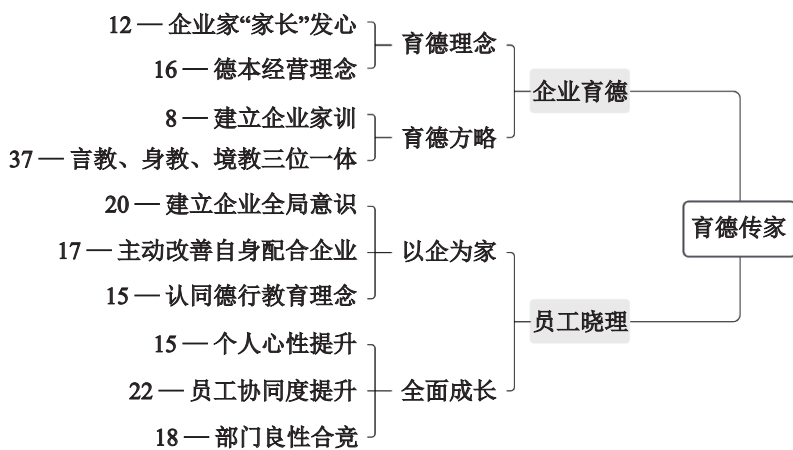 12 — 企业家“家长”发心
16 — 德本经营理念
育德理念
8 — 建立企业家训
37 — 言教、身教、境教三位一体
育德方略
企业育德
20 — 建立企业全局意识
17 — 主动改善自身配合企业
15 — 认同德行教育理念
以企为家
15 — 个人心性提升
22 — 员工协同度提升
18 — 部门良性合竞
全面成长
员工晓理
育德传家